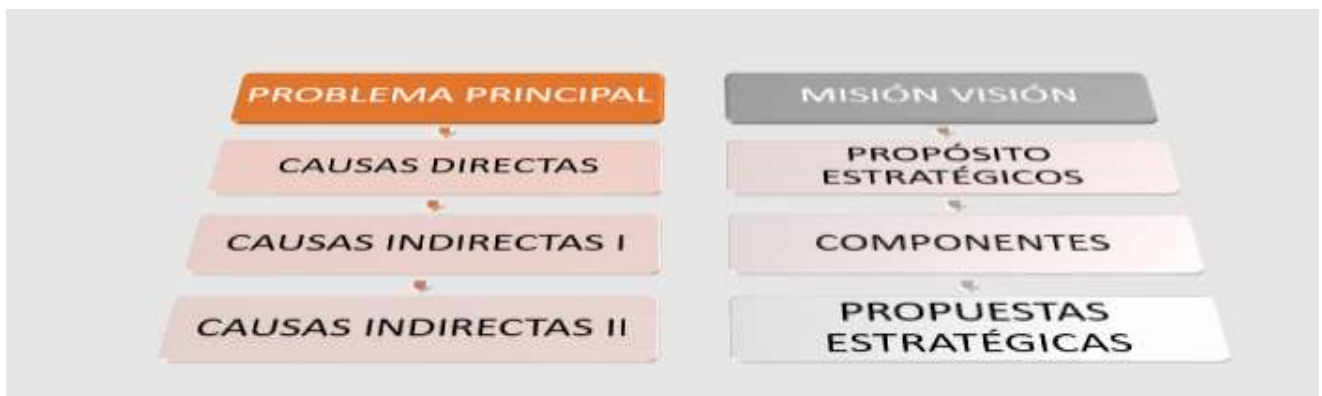 PROBLEMA PRINCIPAL
CAUSAS DIRECTAS
CAUSAS INDIRECTAS I
CAUSAS INDIRECTAS II
MISIÓN VISIÓN
PROPÓSITO
ESTRATÉGICOS
COMPONENTES
PROPUESTAS
ESTRATÉGICAS